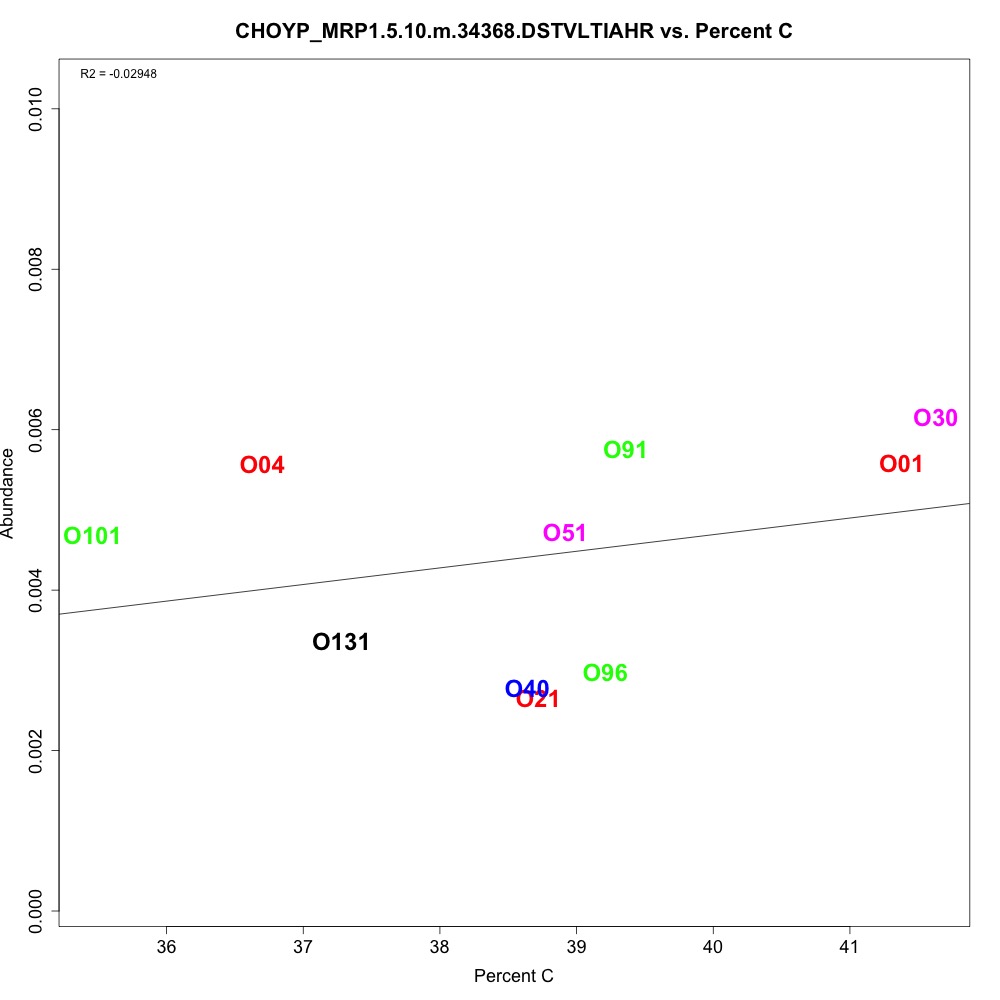 CHOYP_MRP1.5.10.m.34368.DSTVLTIAHR vs. Percent C
R2 = -0.02948
0.010
0.008
0.006
0.004
0.002
0.000
Abundance
O30
O91
O04
O01
O51
O101
O131
O96
O40
O21
36 37 38 39 40 41
Percent C